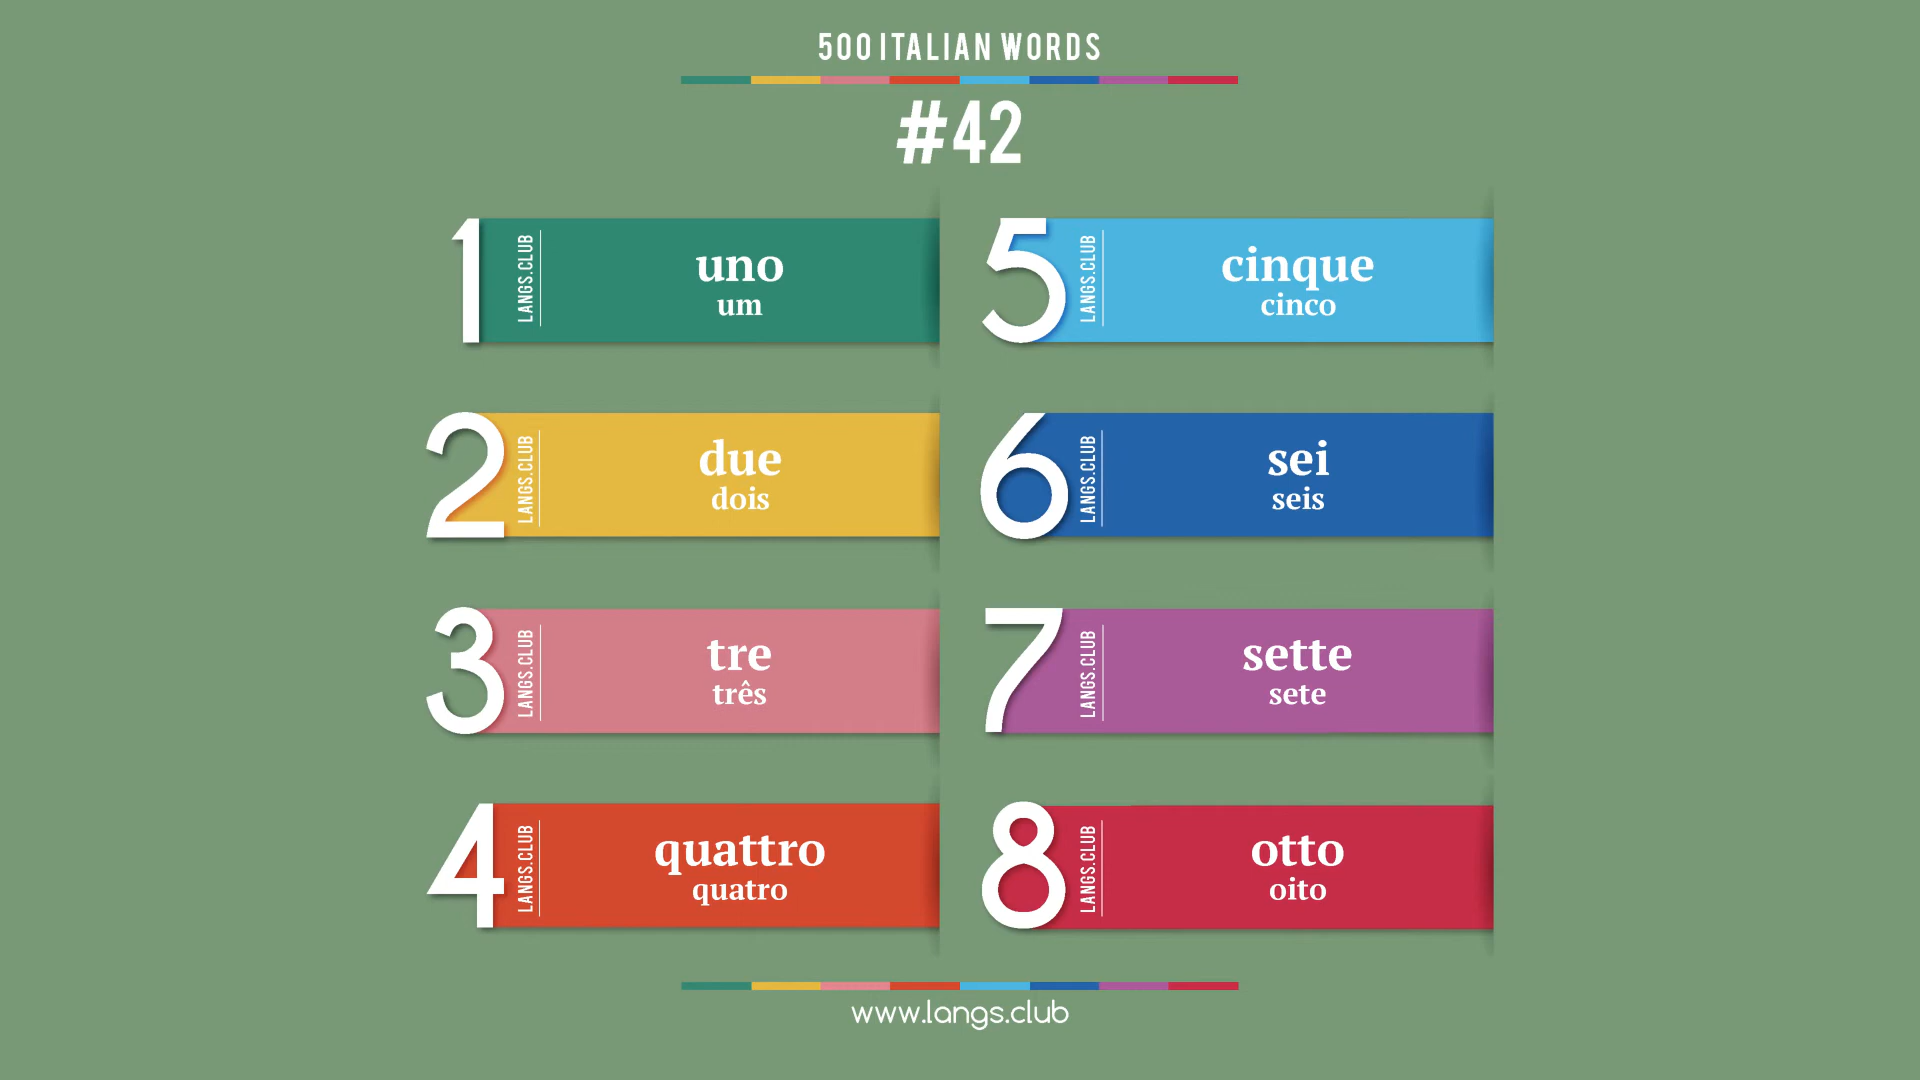 500 ITALIAN WORDS
#42
1
LANGS.CLUB
uno
um
2
LANGS.CLUB
due
dois
3
LANGS.CLUB
tre
três
4
LANGS.CLUB
quattro
quatro
5
LANGS.CLUB
cinque
cinco
6
LANGS.CLUB
sei
seis
7
LANGS.CLUB
sette
sete
8
LANGS.CLUB
otto
oito
www.langs.club